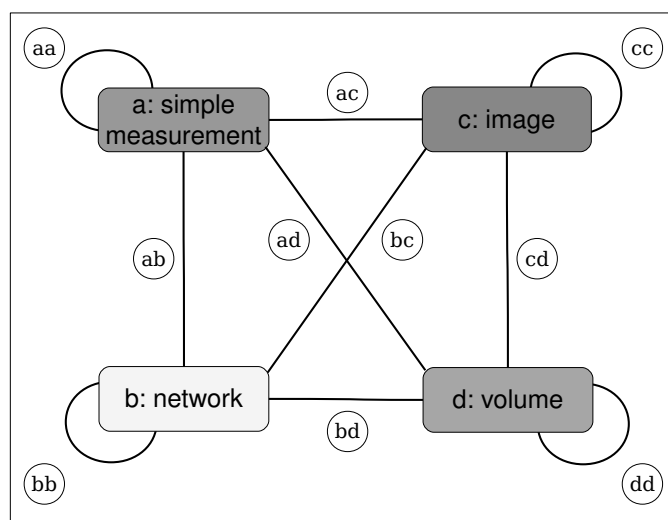 aa
cc
a: simple
measurement
ac
c: image
ab
ad
bc
cd
b: network
bd
d: volume
bb
dd